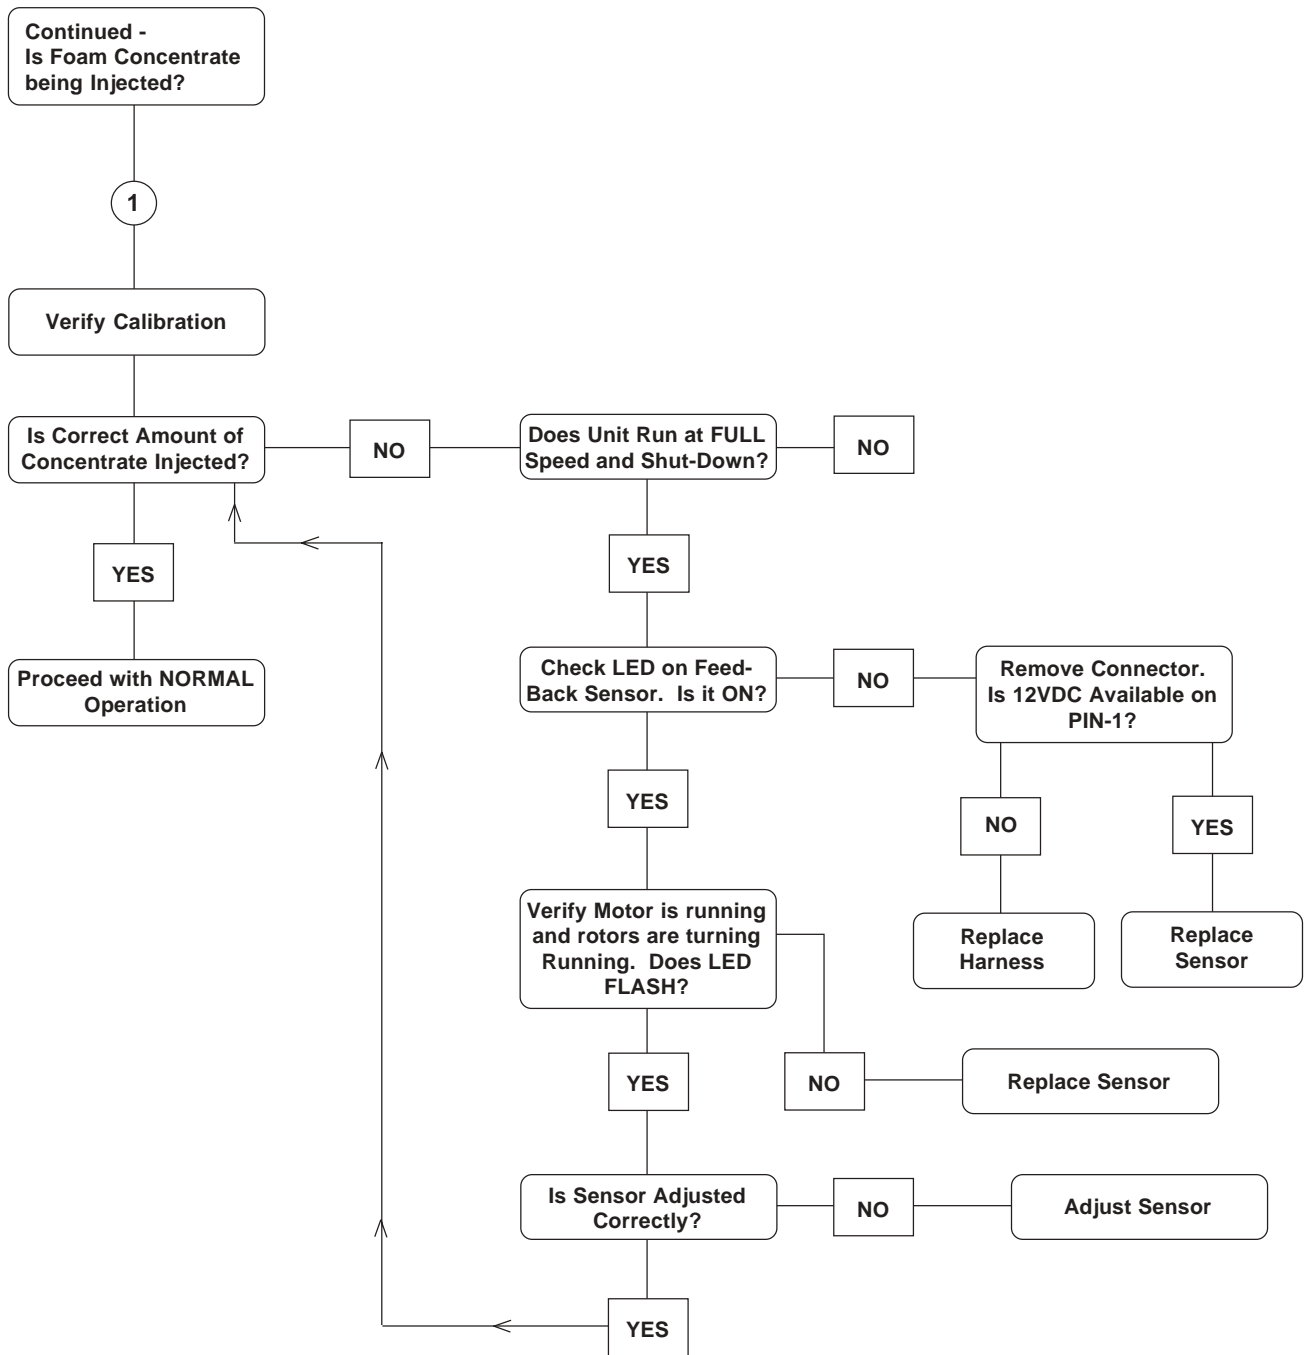 Continued -
Is Foam Concentrate
being Injected?
1
Verify Calibration
Is Correct Amount of
Concentrate Injected?
NO
Does Unit Run at FULL
Speed and Shut-Down?
NO
YES
YES
Proceed with NORMAL
Operation
Check LED on Feed-
Back Sensor.  Is it ON?
NO
Remove Connector.
Is 12VDC Available on
PIN-1?
YES
NO
YES
Verify Motor is running
and rotors are turning
Running.  Does LED
FLASH?
Replace
Harness
Replace
Sensor
YES
NO
Replace Sensor
Is Sensor Adjusted
Correctly?
NO
Adjust Sensor
YES